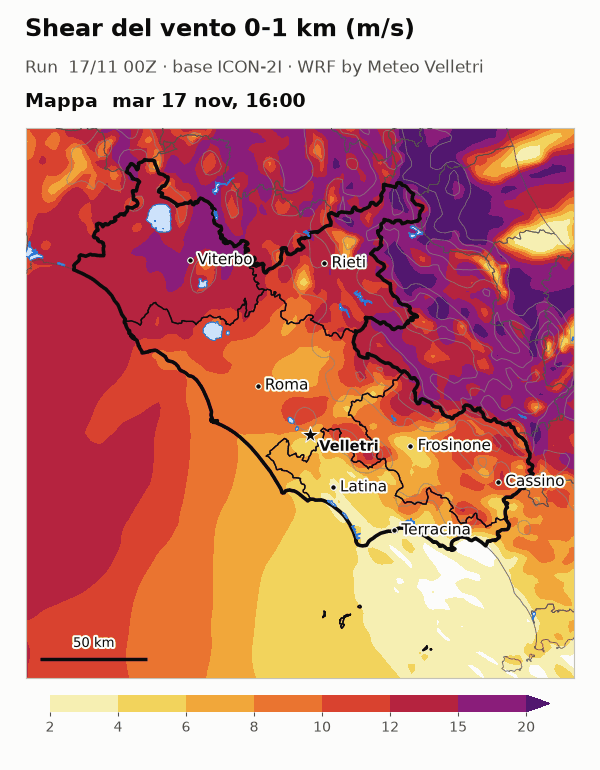 Shear del vento 0-1 km (m/s)
Run  17/11 00Z · base ICON-2I · WRF by Meteo Velletri
Mappa  mar 17 nov, 16:00
Viterbo
Rieti
Roma
Velletri
Frosinone
Latina
Cassino
Terracina
50 km
2 4 6 8 10 12 15 20